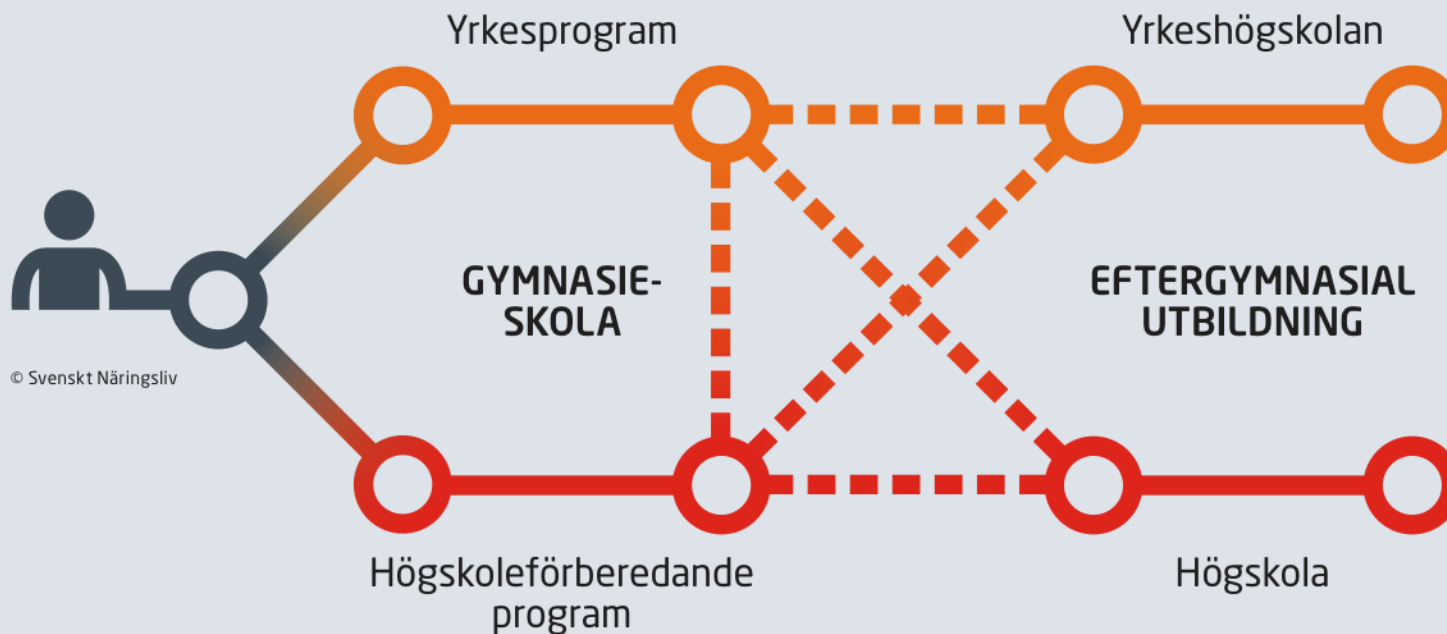 Yrkesprogram
Yrkeshögskolan
GYMNASIE-
SKOLA
EFTERGYMNASIAL
UTBILDNING
© Svenskt Näringsliv
Högskoleförberedande
program
Högskola